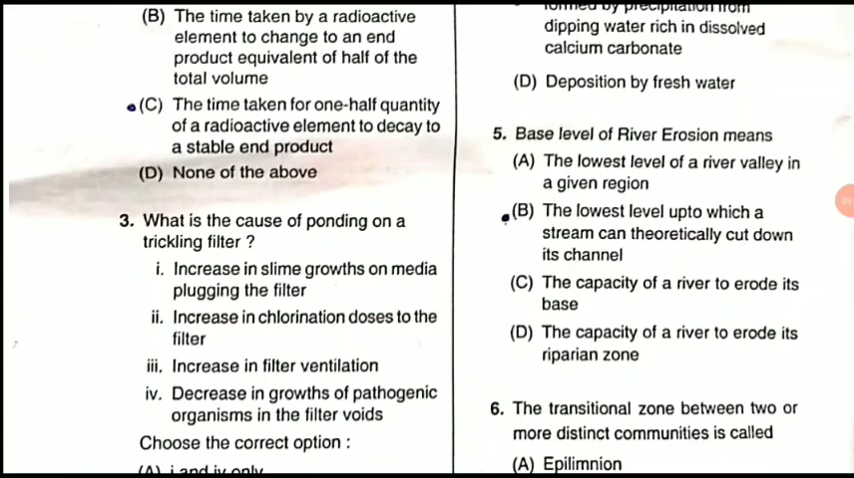 (B) The time taken by a radioactive
element to change to an end
product equivalent of half of the
total volume
(C) The time taken for one-half quantity
of a radioactive element to decay to
a stable end product
(D) None of the above
3. What is the cause of ponding on a
trickling filter ?
i. Increase in slime growths on media
plugging the filter
ii. Increase in chlorination doses to the
filter
iii. Increase in filter ventilation
iv. Decrease in growths of pathogenic
organisms in the filter voids
Choose the correct option :
(A) i and iv only
formed by precipitation from
dipping water rich in dissolved
calcium carbonate
(D) Deposition by fresh water
5. Base level of River Erosion means
(A) The lowest level of a river valley in
a given region
(B) The lowest level upto which a
stream can theoretically cut down
its channel
(C) The capacity of a river to erode its
base
(D) The capacity of a river to erode its
riparian zone
6. The transitional zone between two or
more distinct communities is called
(A) Epilimnion